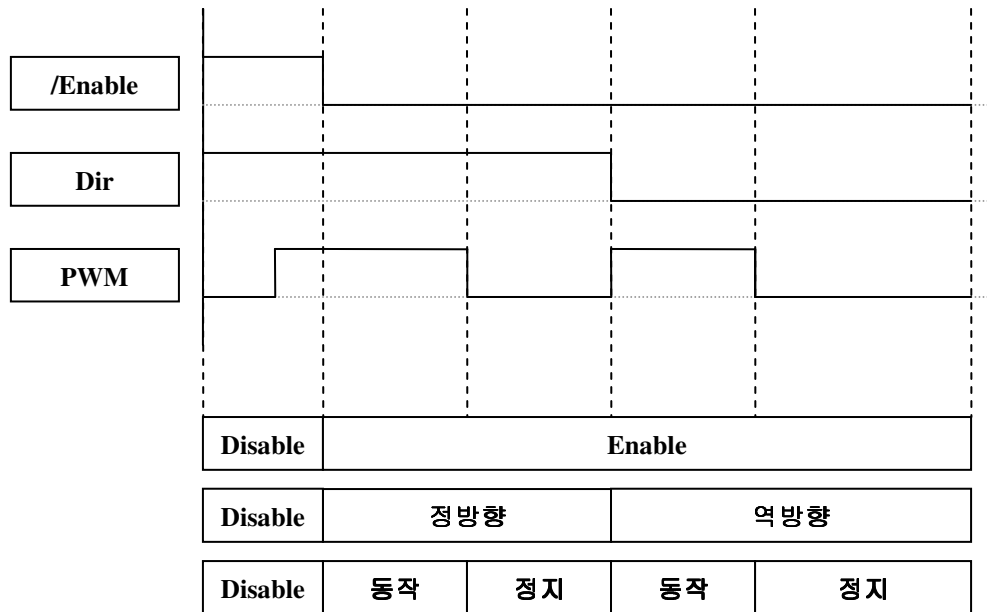 /Enable
Dir
PWM
Disable Enable
Disable 정방향 역방향
Disable 동작 정지 동작 정지